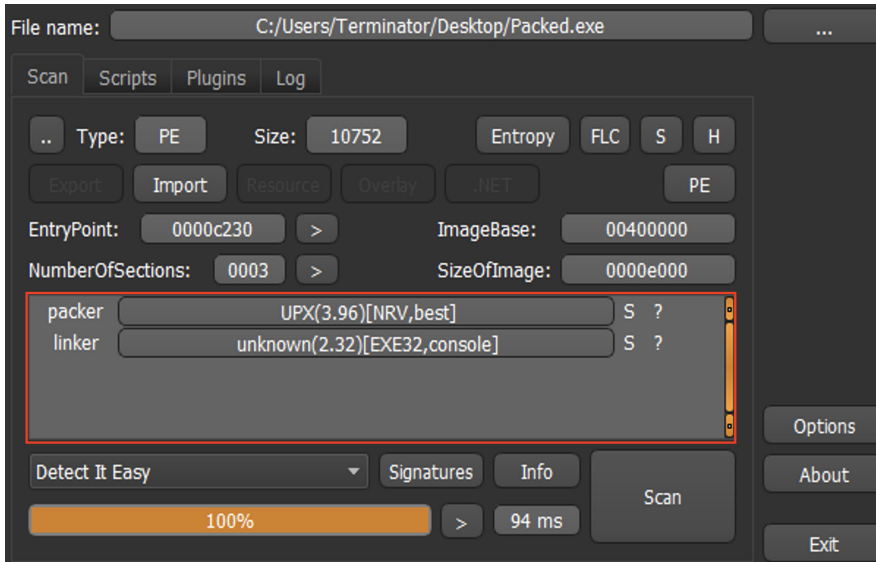 File name: C:/Users/Terminator/Desktop/Packed.exe ...
Scan Scripts Plugins Log
.. Type: PE Size: 10752 Entropy FLC S H
Export Import Resource Overlay .NET PE
EntryPoint: 0000c230 > ImageBase: 00400000
NumberOfSections: 0003 > SizeOfImage: 0000e000
packer UPX(3.96)[NRV,best] S ?
linker unknown(2.32)[EXE32,console] S ?
Options
Detect It Easy Signatures Info About
Scan
100% > 94 ms
Exit